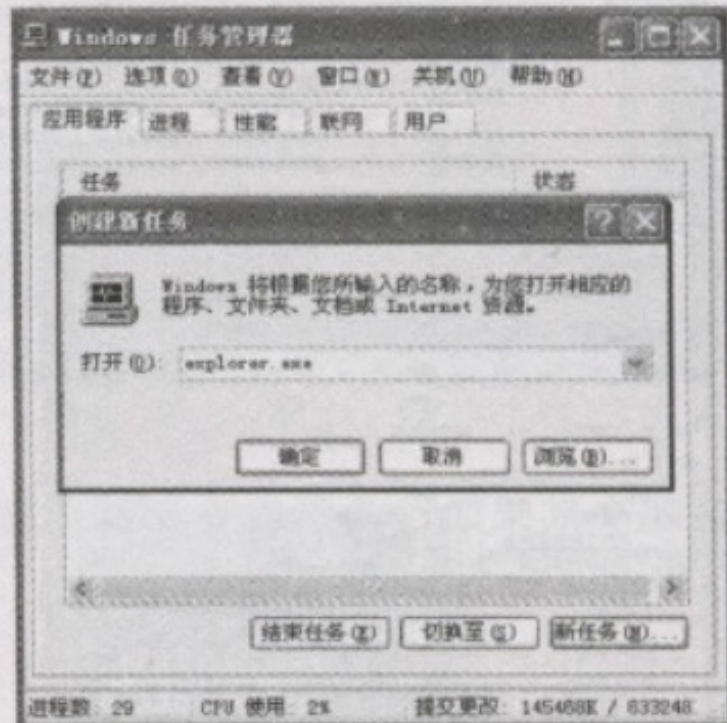 Windows 任务管理器
文件(F) 选项(O) 查看(V) 窗口(W) 关机(U) 帮助(H)
应用程序 进程 性能 联网 用户
任务 状态
创建新任务
Windows 将根据您所输入的名称，为您打开相应的
程序、文件夹、文档或 Internet 资源。
打开(O): explorer.exe
确定 取消 浏览(B)...
结束任务(E) 切换至(S) 新任务(N)...
进程数: 29 CPU 使用: 2% 提交更改: 145468K / 633248